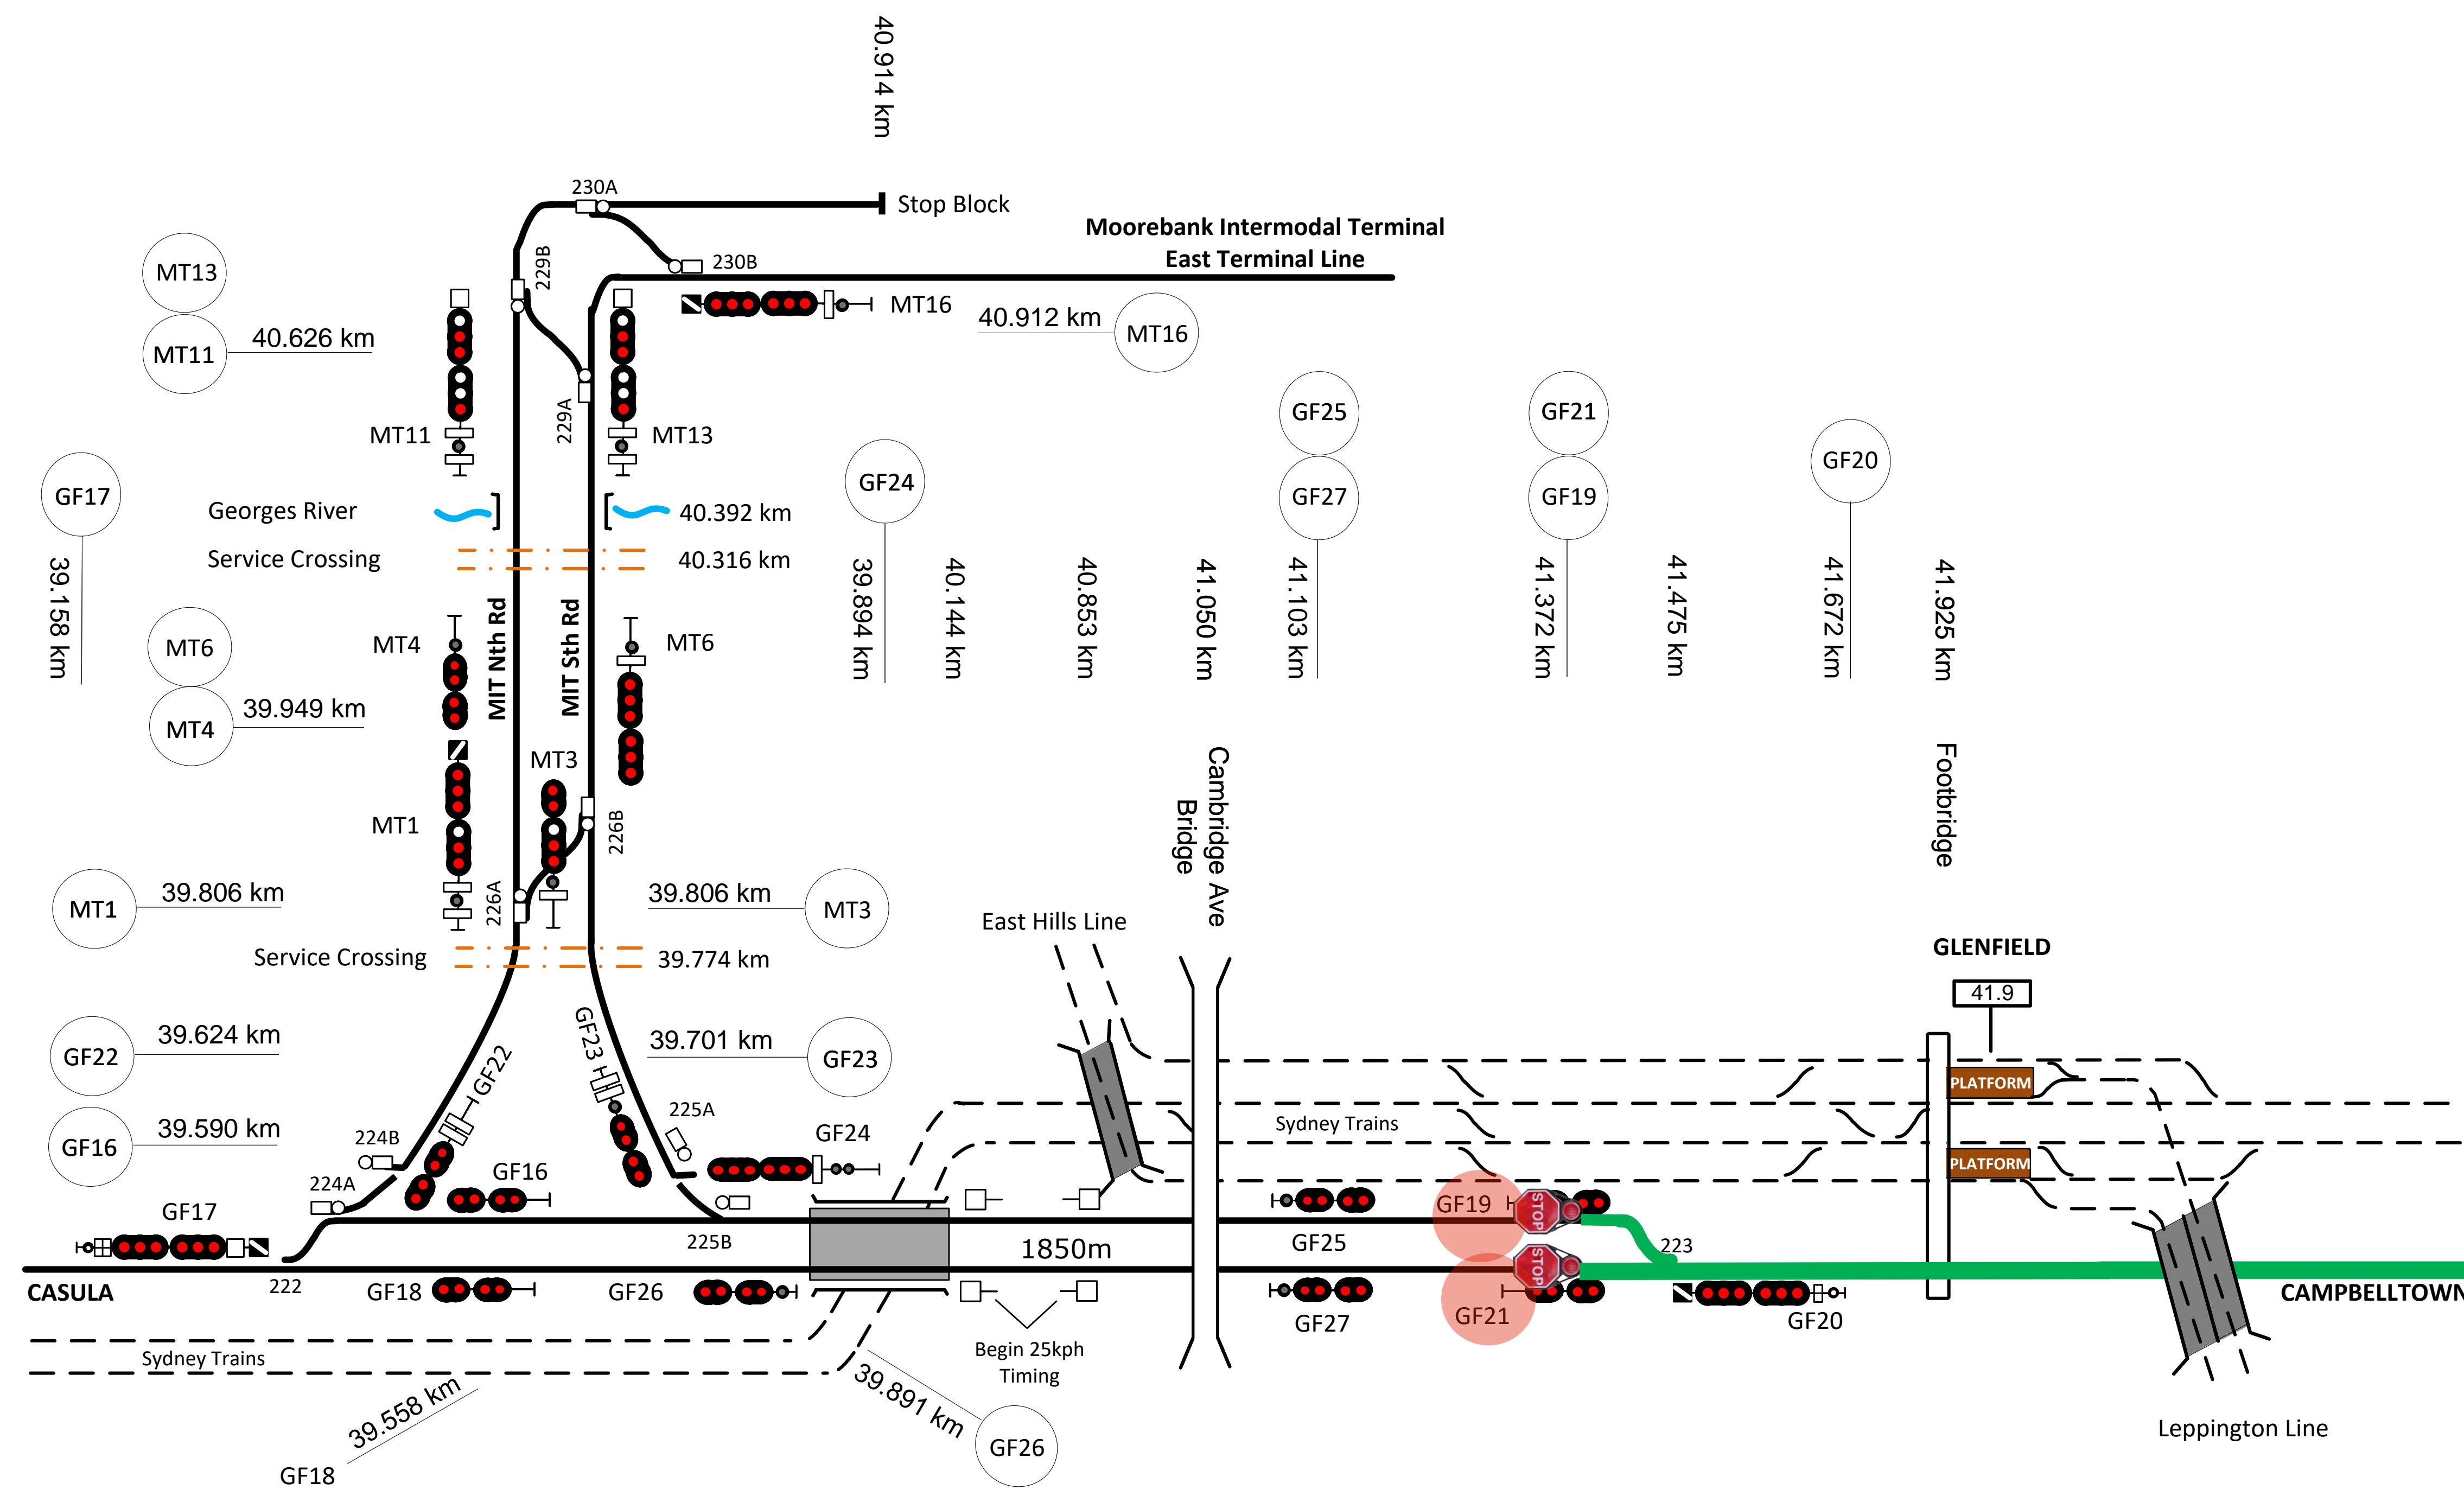 40.914 km
230A
Stop Block
Moorebank Intermodal Terminal
East Terminal Line
229B
230B
MT13
MT11
40.626 km
MT16
40.912 km
MT16
229A
MT11
MT13
GF25
GF27
GF21
GF19
GF20
GF17
GF24
Georges River
40.392 km
Service Crossing
40.316 km
39.158 km
39.894 km
40.144 km
40.853 km
41.050 km
41.103 km
41.372 km
41.475 km
41.672 km
41.925 km
MT6
MT4
39.949 km
MT4
MIT Nth Rd
MIT Sth Rd
MT6
MT3
MT1
226B
226A
Cambridge Ave
Bridge
Footbridge
MT1
39.806 km
39.806 km
MT3
Service Crossing
39.774 km
East Hills Line
GLENFIELD
41.9
GF22
39.624 km
GF22
GF23
39.701 km
GF23
PLATFORM
GF16
39.590 km
224B
225A
GF24
Sydney Trains
PLATFORM
224A
GF16
GF17
GF19
STOP
225B
1850m
GF25
223
STOP
CASULA
222
GF18
GF26
GF27
GF21
GF20
CAMPBELLTOWN
Sydney Trains
Begin 25kph
Timing
39.558 km
GF18
39.891 km
GF26
Leppington Line